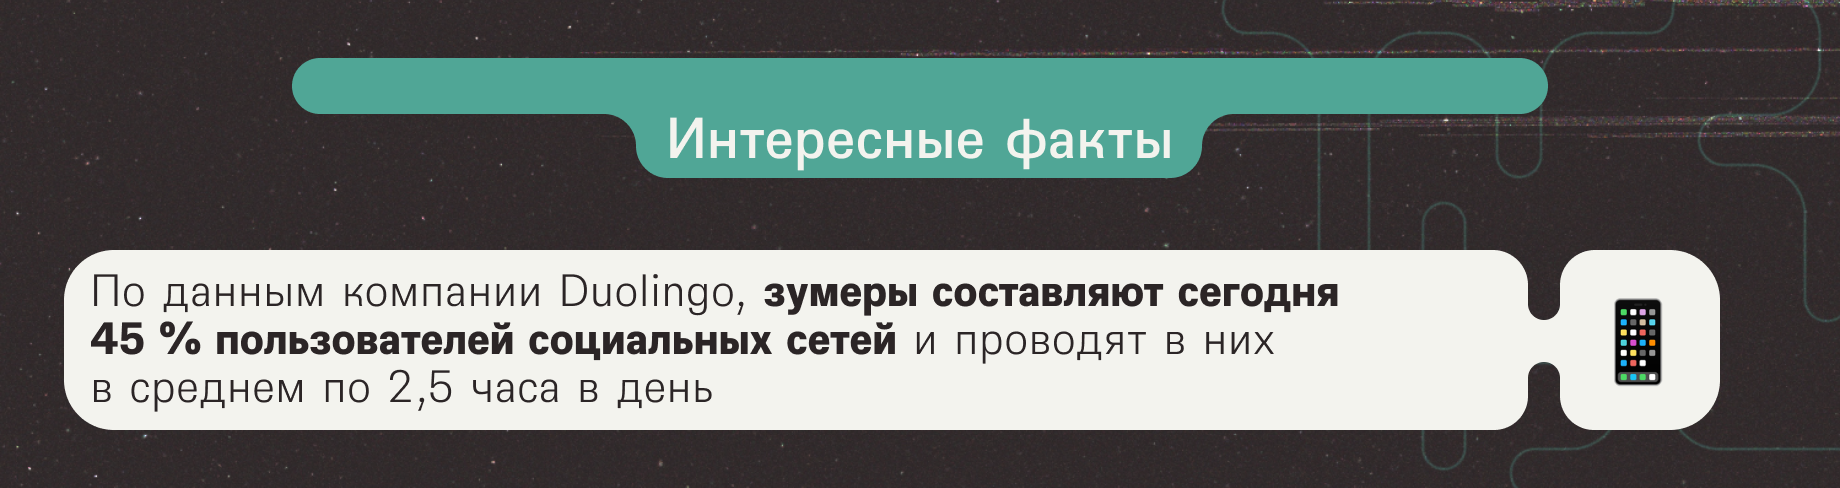 Интересные факты
По данным компании Duolingo, зумеры составляют сегодня
45 % пользователей социальных сетей и проводят в них
в среднем по 2,5 часа в день